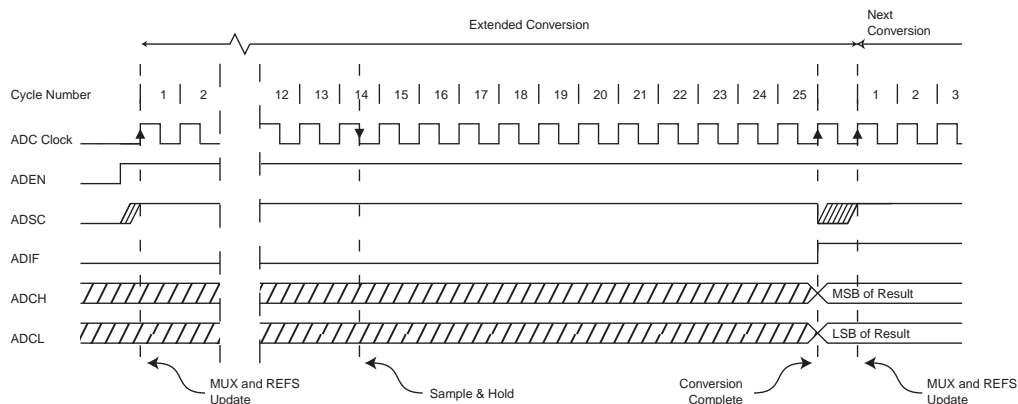 Extended Conversion
Next
Conversion
Cycle Number 1 2 12 13 14 15 16 17 18 19 20 21 22 23 24 25 1 2 3
ADC Clock
ADEN
ADSC
ADIF
ADCH MSB of Result
ADCL LSB of Result
MUX and REFS
Update
Sample & Hold
Conversion
Complete
MUX and REFS
Update